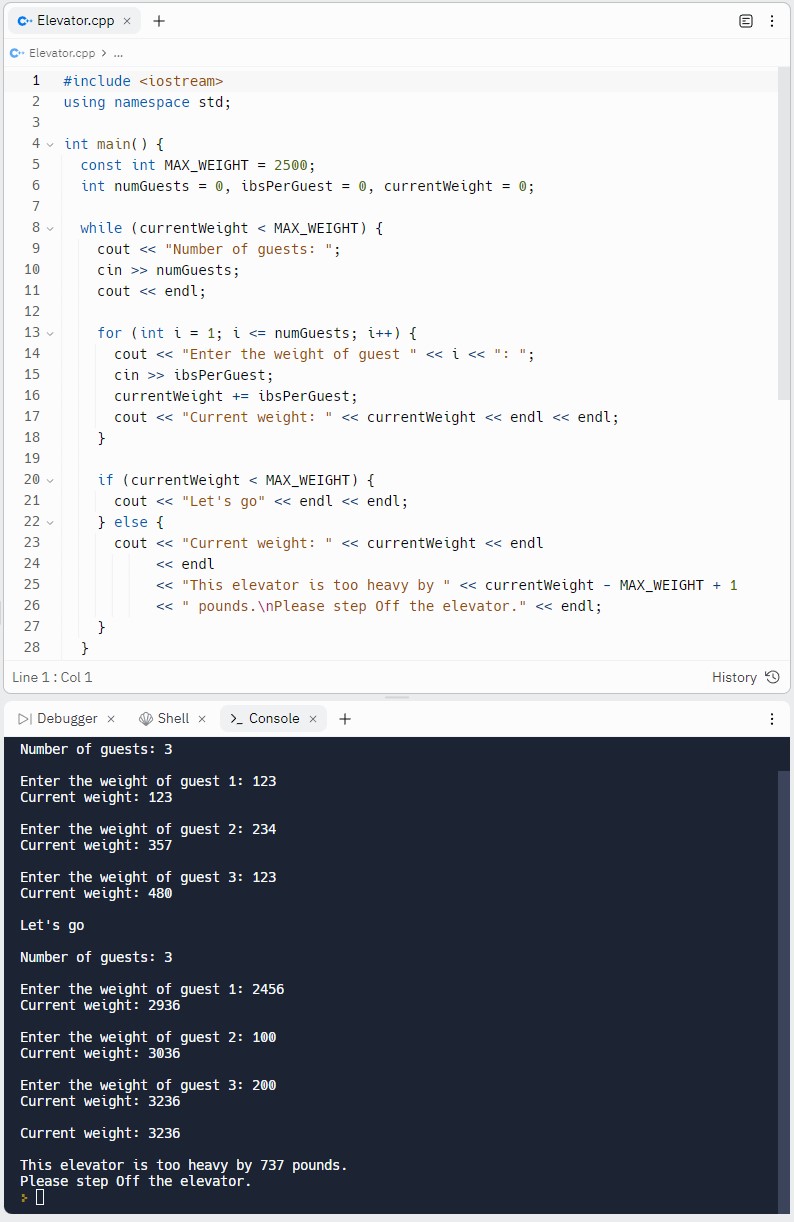 Elevator.cpp
Elevator.cpp > ...
1 #include <iostream>
2 using namespace std;
3
4 int main() {
5 const int MAX_WEIGHT = 2500;
6 int numGuests = 0, ibsPerGuest = 0, currentWeight = 0;
7
8 while (currentWeight < MAX_WEIGHT) {
9 cout << "Number of guests: ";
10 cin >> numGuests;
11 cout << endl;
12
13 for (int i = 1; i <= numGuests; i++) {
14 cout << "Enter the weight of guest " << i << ": ";
15 cin >> ibsPerGuest;
16 currentWeight += ibsPerGuest;
17 cout << "Current weight: " << currentWeight << endl << endl;
18 }
19
20 if (currentWeight < MAX_WEIGHT) {
21 cout << "Let's go" << endl << endl;
22 } else {
23 cout << "Current weight: " << currentWeight << endl
24 << endl
25 << "This elevator is too heavy by " << currentWeight - MAX_WEIGHT + 1
26 << " pounds.\nPlease step Off the elevator." << endl;
27 }
28 }
Line 1 : Col 1 History
Debugger Shell Console
Number of guests: 3
Enter the weight of guest 1: 123
Current weight: 123
Enter the weight of guest 2: 234
Current weight: 357
Enter the weight of guest 3: 123
Current weight: 480
Let's go
Number of guests: 3
Enter the weight of guest 1: 2456
Current weight: 2936
Enter the weight of guest 2: 100
Current weight: 3036
Enter the weight of guest 3: 200
Current weight: 3236
Current weight: 3236
This elevator is too heavy by 737 pounds.
Please step Off the elevator.